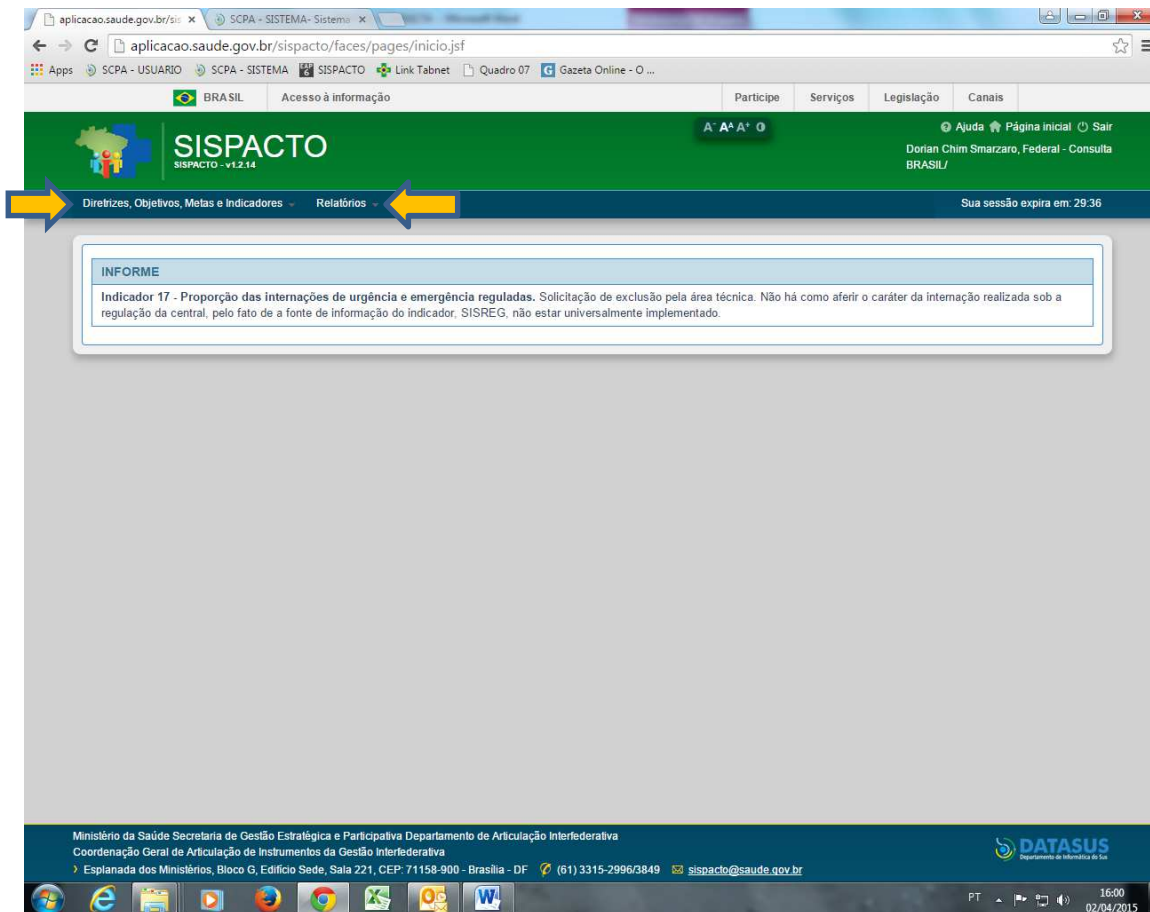 aplicacao.saude.gov.br/sis
SCPA - SISTEMA- Sistema
aplicacao.saude.gov.br/sispacto/faces/pages/inicio.jsf
Apps SCPA - USUARIO SCPA - SISTEMA SISPACTO Link Tabnet Quadro 07 Gazeta Online - O ...
BRASIL Acesso à informação Participe Serviços Legislação Canais
A- AA A+
Ajuda Página inicial Sair
SISPACTO
SISPACTO - v1.2.14
Dorian Chim Smarzaro, Federal - Consulta
BRASIL/
Diretrizes, Objetivos, Metas e Indicadores Relatórios Sua sessão expira em: 29:36
INFORME
Indicador 17 - Proporção das internações de urgência e emergência reguladas. Solicitação de exclusão pela área técnica. Não há como aferir o caráter da internação realizada sob a
regulação da central, pelo fato de a fonte de informação do indicador, SISREG, não estar universalmente implementado.
Ministério da Saúde Secretaria de Gestão Estratégica e Participativa Departamento de Articulação Interfederativa
Coordenação Geral de Articulação de Instrumentos da Gestão Interfederativa
Esplanada dos Ministérios, Bloco G, Edifício Sede, Sala 221, CEP: 71158-900 - Brasília - DF (61) 3315-2996/3849 sispacto@saude.gov.br
DATASUS
Departamento de Informática do Sus
PT 16:00
02/04/2015